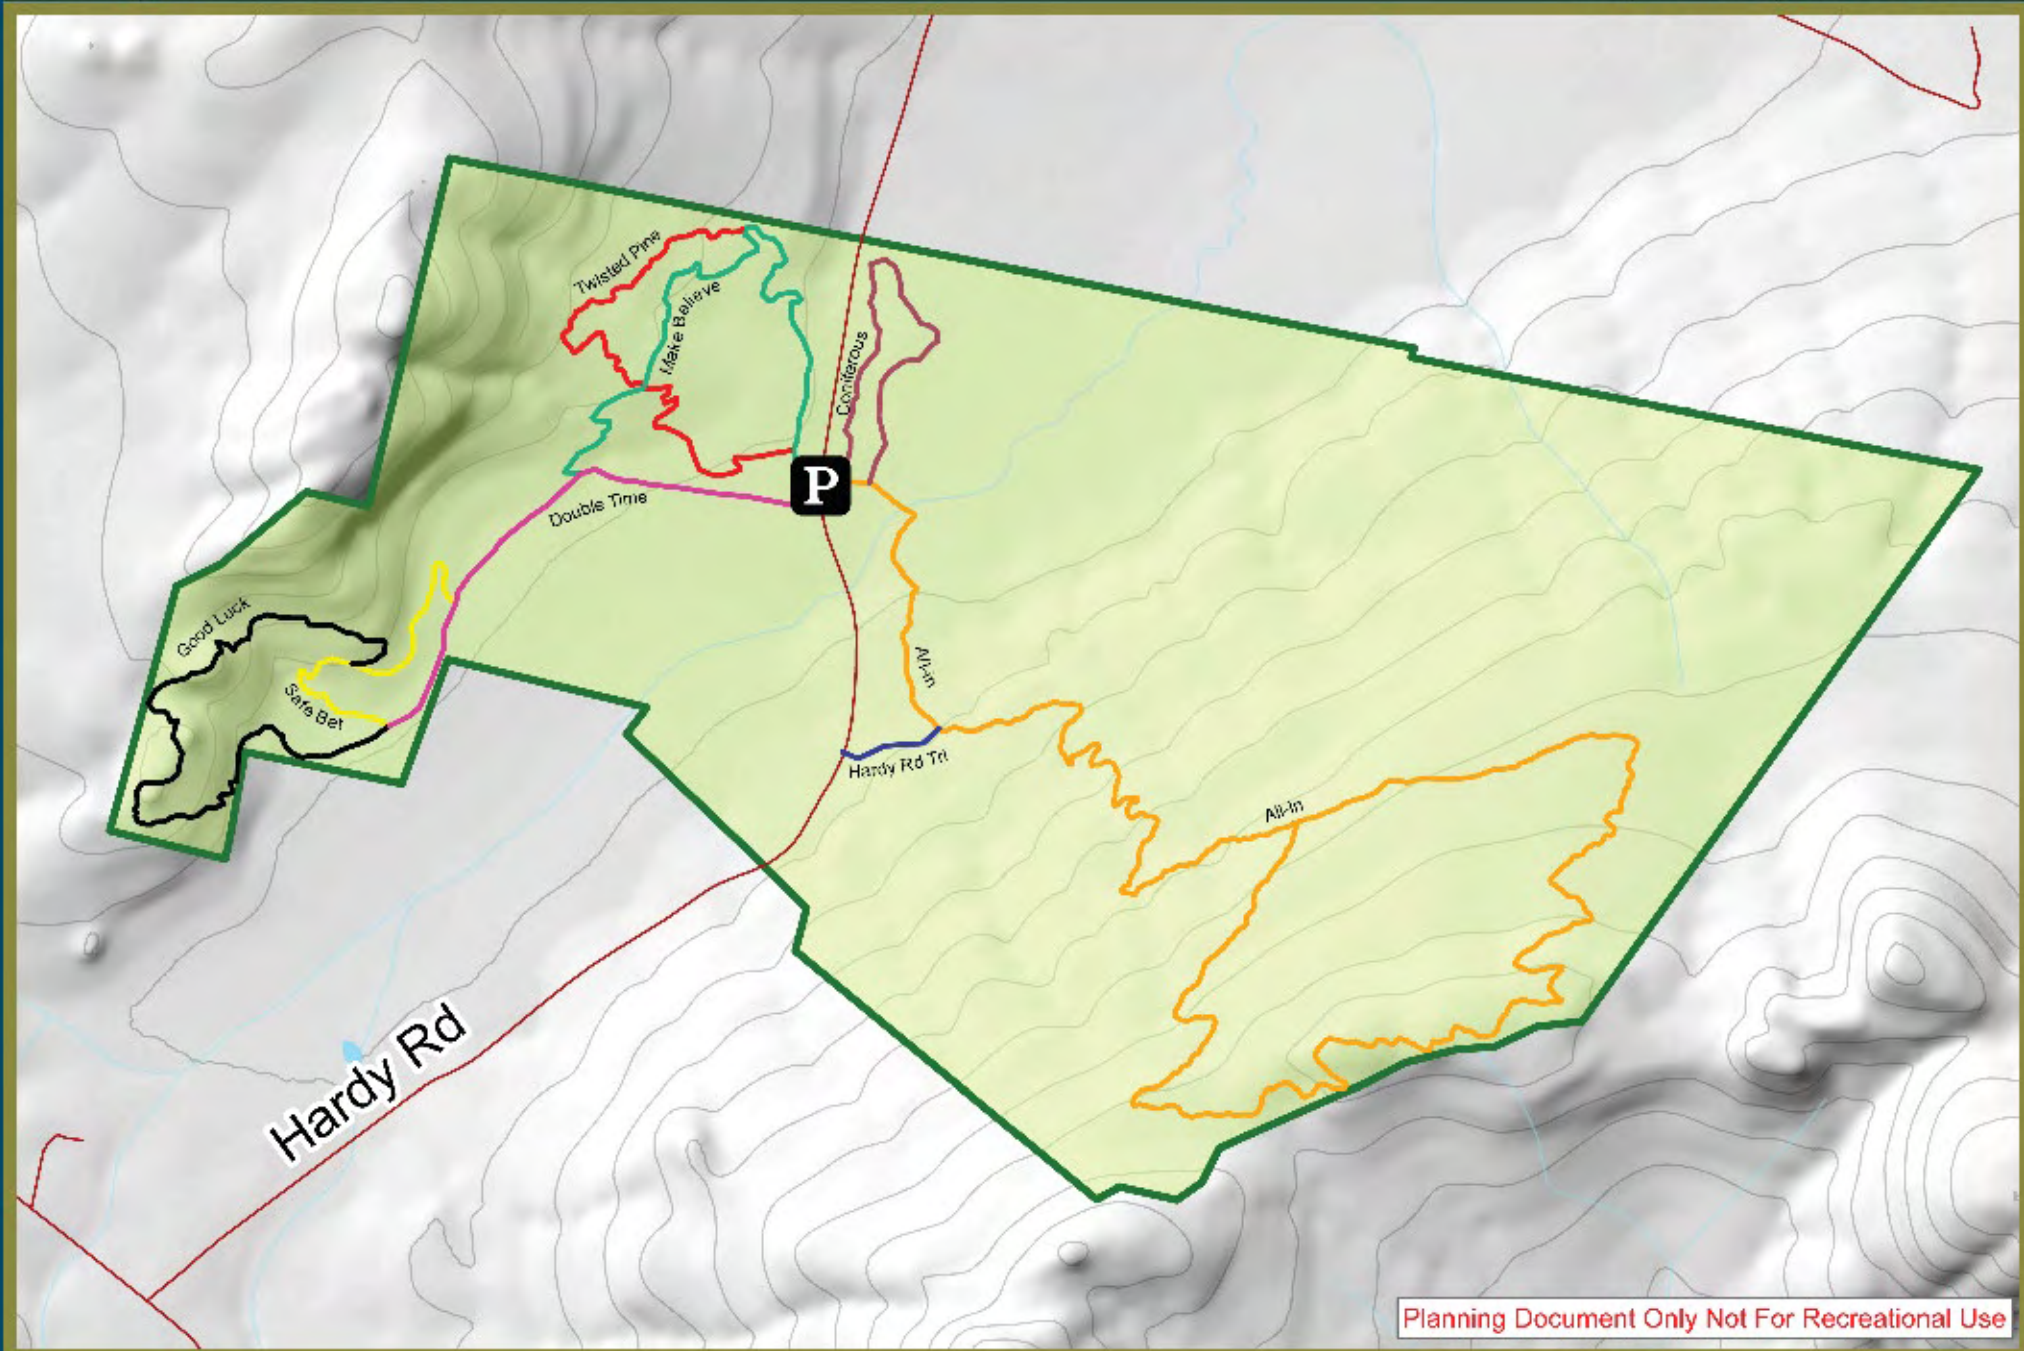 Twisted Pine
Make Believe
Coniferous
P
Double Time
Good Luck
Safe Bet
All-In
Hardy Rd Trl
All-In
Hardy Rd
Planning Document Only Not For Recreational Use